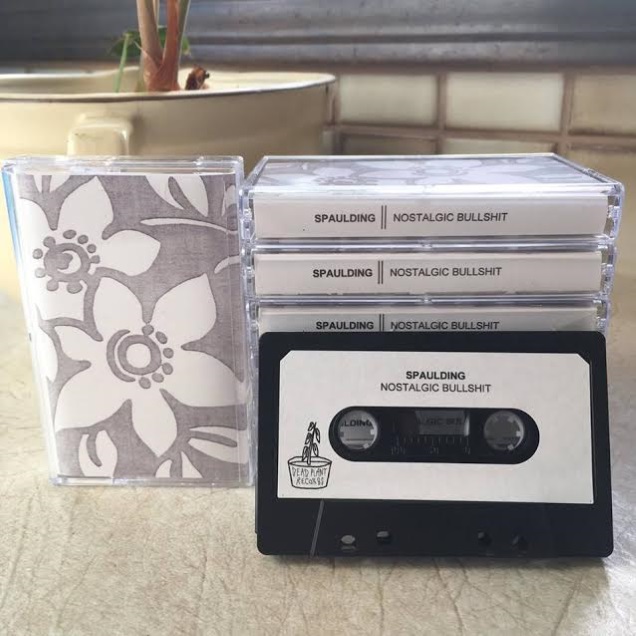 SPAULDING || NOSTALGIC BULLSHIT
SPAULDING || NOSTALGIC BULLSHIT
SPAULDING || NOSTALGIC BULLSHIT
SPAULDING
NOSTALGIC BULLSHIT
DEAD PLANT
RECORDS